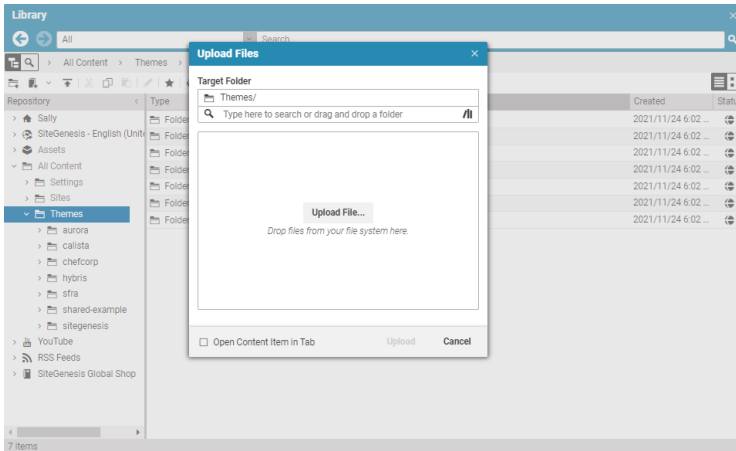 Library
All
Search
Upload Files
All Content > Themes >
Target Folder
Themes/
Type here to search or drag and drop a folder
Repository
Type
Created
Statu
Sally
SiteGenesis - English (Unit
Assets
All Content
Settings
Sites
Themes
aurora
calista
chefcorp
hybris
sfra
shared-example
sitegenesis
YouTube
RSS Feeds
SiteGenesis Global Shop
Folder
2021/11/24 6:02 ...
Folder
2021/11/24 6:02 ...
Folder
2021/11/24 6:02 ...
Folder
2021/11/24 6:02 ...
Folder
2021/11/24 6:02 ...
Folder
2021/11/24 6:02 ...
Folder
2021/11/24 6:02 ...
Upload File...
Drop files from your file system here.
Open Content Item in Tab
Upload
Cancel
7 items